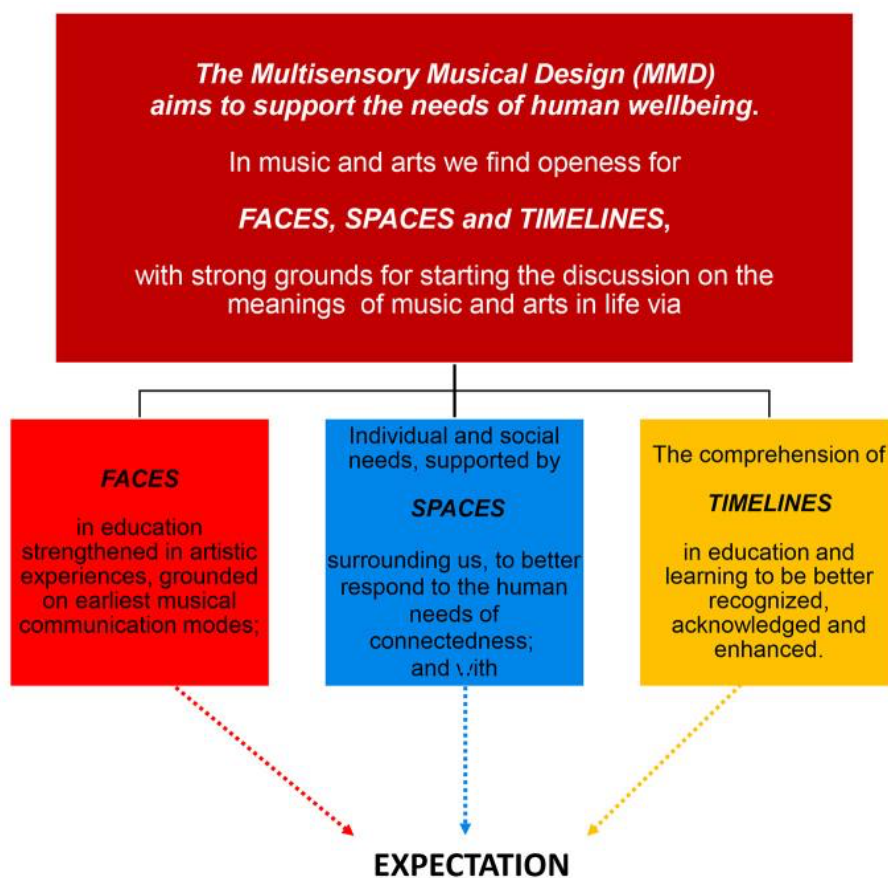 The Multisensory Musical Design (MMD)
aims to support the needs of human wellbeing.
In music and arts we find openess for
FACES, SPACES and TIMELINES,
with strong grounds for starting the discussion on the
meanings of music and arts in life via
FACES
in education
strengthened in artistic
experiences, grounded
on earliest musical
communication modes;
Individual and social
needs, supported by
SPACES
surrounding us, to better
respond to the human
needs of
connectedness;
and with
The comprehension of
TIMELINES
in education and
learning to be better
recognized,
acknowledged and
enhanced.
EXPECTATION